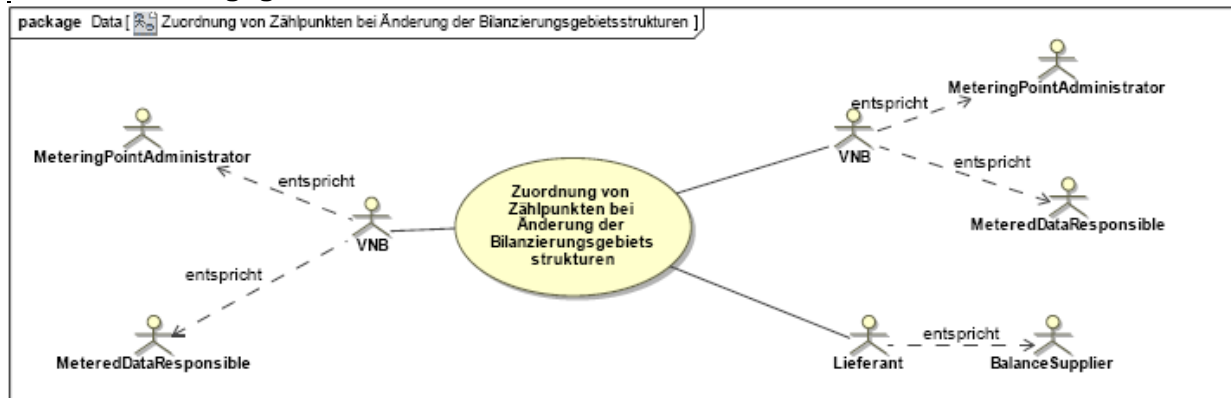 package Data [ Zuordnung von Zählpunkten bei Änderung der Bilanzierungsgebietsstrukturen ]
MeteringPointAdministrator
entspricht
VNB
entspricht
MeteredDataResponsible
Zuordnung von
Zählpunkten bei
Änderung der
Bilanzierungsgebiets
strukturen
MeteringPointAdministrator
entspricht
VNB
entspricht
MeteredDataResponsible
Lieferant
entspricht
BalanceSupplier